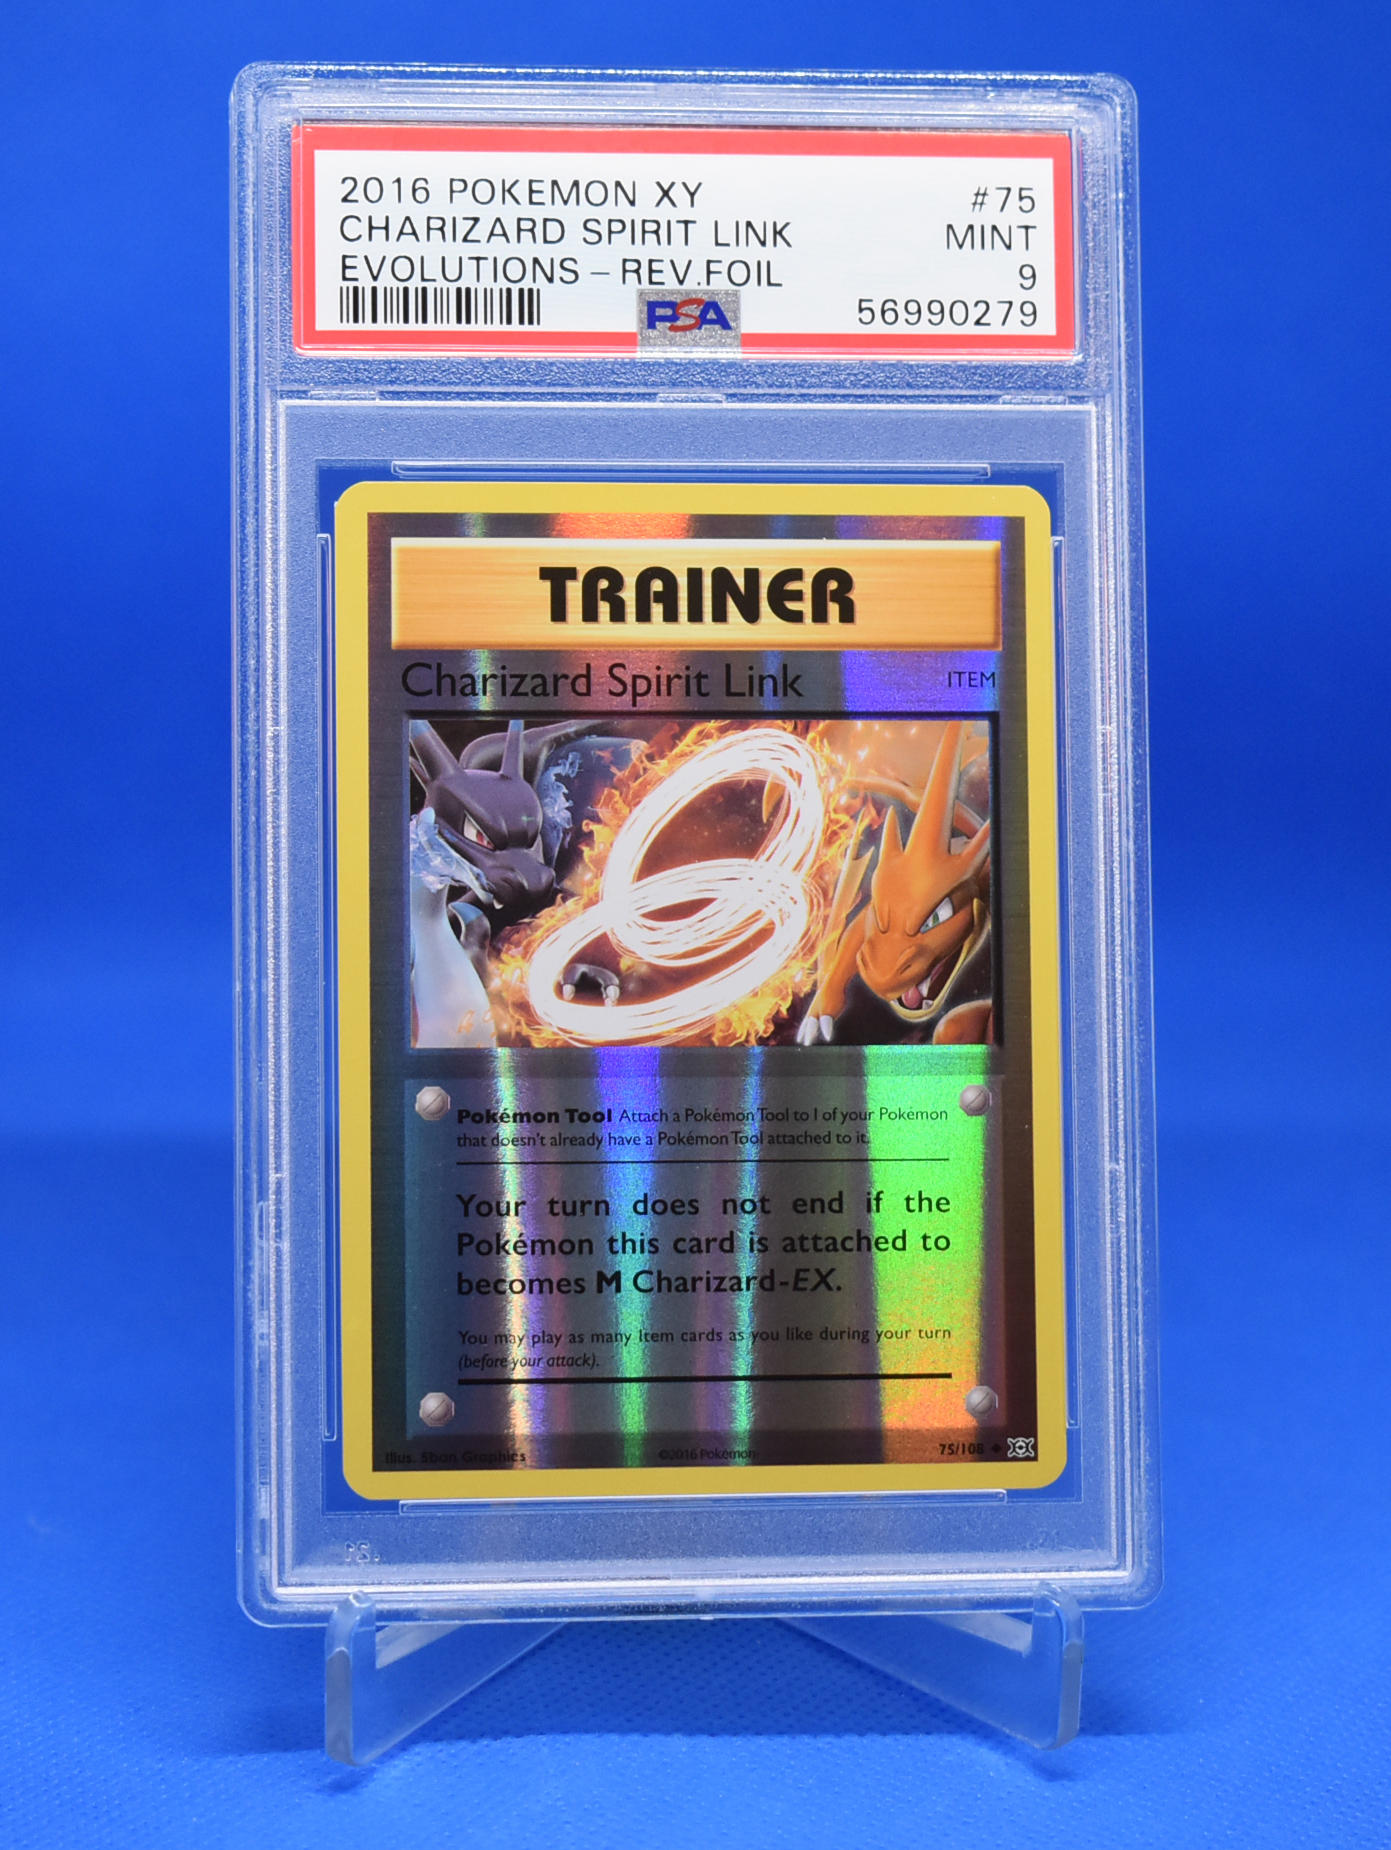 2016 POKEMON XY #75
CHARIZARD SPIRIT LINK MINT
EVOLUTIONS - REV.FOIL 9
PSA 56990279
TRAINER
Charizard Spirit Link ITEM
Pokémon Tool Attach a Pokémon Tool to 1 of your Pokémon
that doesn't already have a Pokémon Tool attached to it.
Your turn does not end if the
Pokémon this card is attached to
becomes M Charizard-EX.
You may play as many Item cards as you like during your turn
(before your attack).
Illus. 5ban Graphics ©2016 Pokémon 75/108